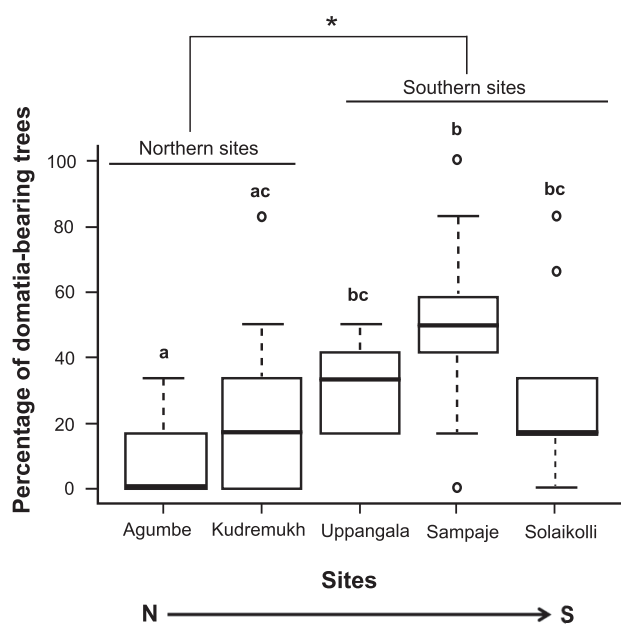 *
Southern sites
Northern sites
b
ac
bc
bc
a
Percentage of domatia-bearing trees
100
80
60
40
20
0
Agumbe Kudremukh Uppangala Sampaje Solaikolli
Sites
N S